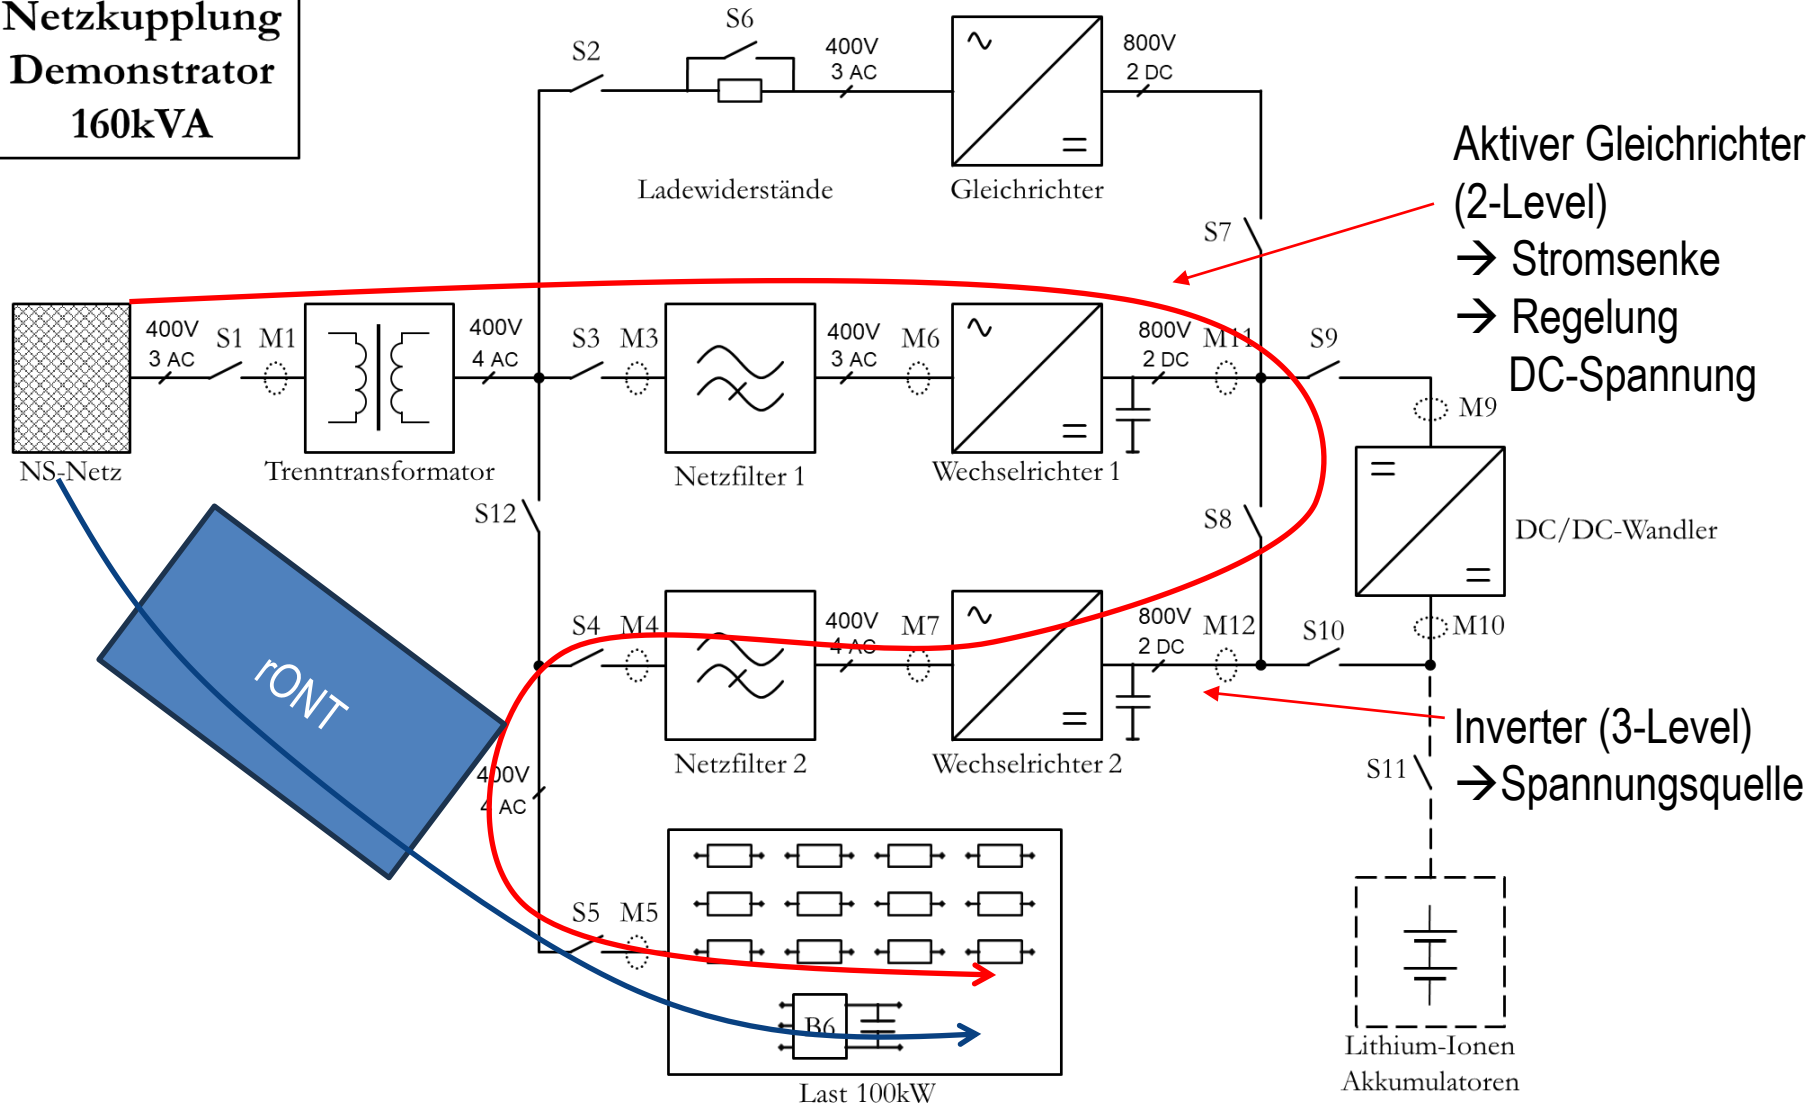 Netzkupplung
Demonstrator
160kVA
S6
S2
400V
3 AC
800V
2 DC
Ladewiderstände
Gleichrichter
S7
Aktiver Gleichrichter
(2-Level)
→ Stromsenke
→ Regelung
DC-Spannung
400V
3 AC
S1
M1
400V
4 AC
S3
M3
400V
3 AC
M6
800V
2 DC
M11
S9
M9
NS-Netz
Trenntransformator
Netzfilter 1
Wechselrichter 1
S12
S8
DC/DC-Wandler
S4
M4
400V
4 AC
M7
800V
2 DC
M12
S10
M10
rONT
Netzfilter 2
Wechselrichter 2
Inverter (3-Level)
→Spannungsquelle
S11
400V
4 AC
S5
M5
B6
Last 100kW
Lithium-Ionen
Akkumulatoren